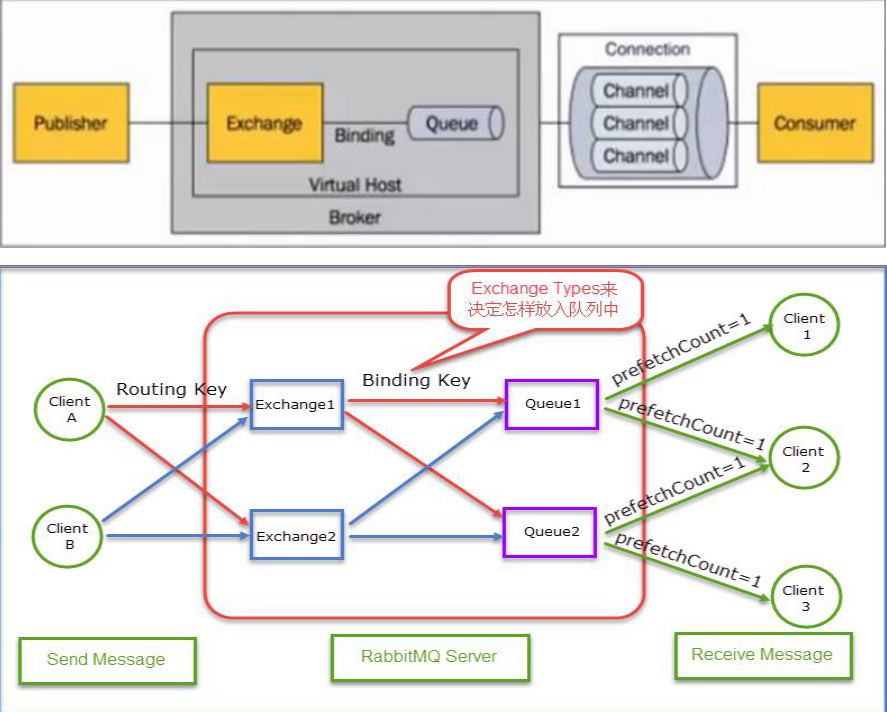 Connection
Channel
Publisher
Exchange
Binding
Queue
Channel
Consumer
Channel
Virtual Host
Broker
Exchange Types来
决定怎样放入队列中
Client
1
prefetchCount=1
Routing Key
Binding Key
Client
A
Exchange1
Queue1
prefetchCount=1
Client
2
prefetchCount=1
Client
B
Exchange2
Queue2
prefetchCount=1
Client
3
Send Message
RabbitMQ Server
Receive Message